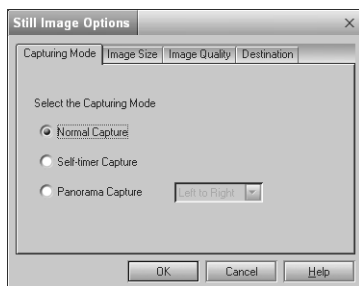 Still Image Options
Capturing Mode Image Size Image Quality Destination
Select the Capturing Mode
Normal Capture
Self-timer Capture
Panorama Capture Left to Right
OK Cancel Help